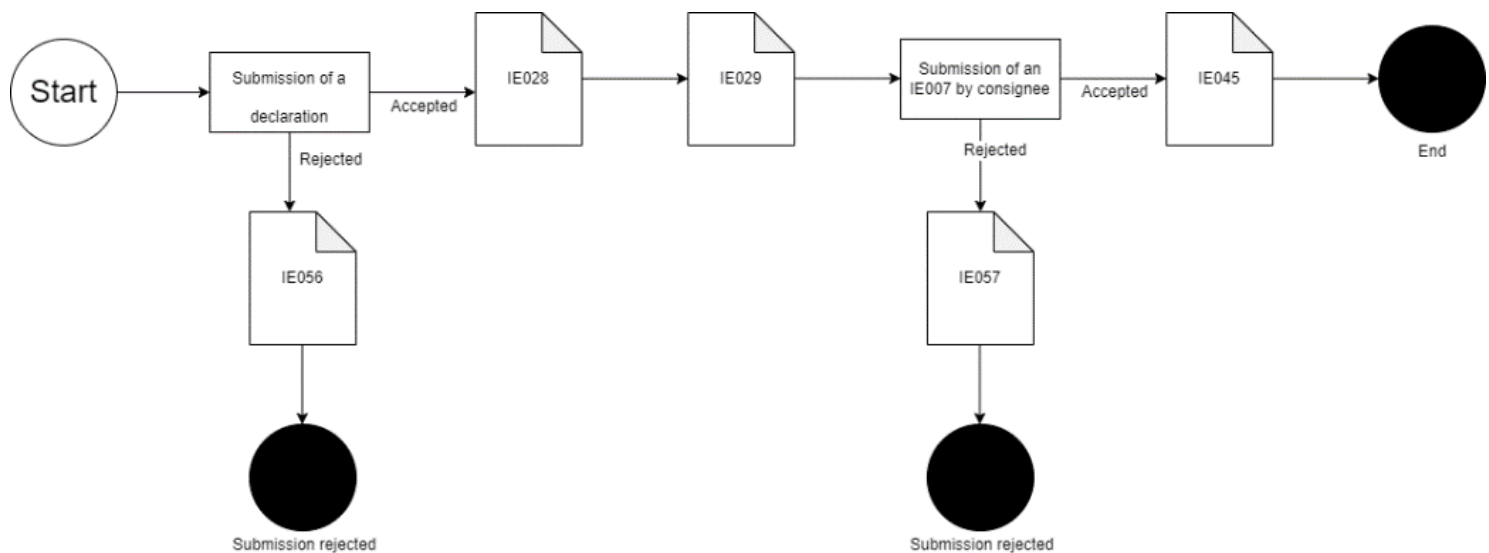 Start
Submission of a
declaration
Accepted
Rejected
IE028
IE029
Submission of an
IE007 by consignee
Accepted
Rejected
IE045
End
IE056
Submission rejected
IE057
Submission rejected